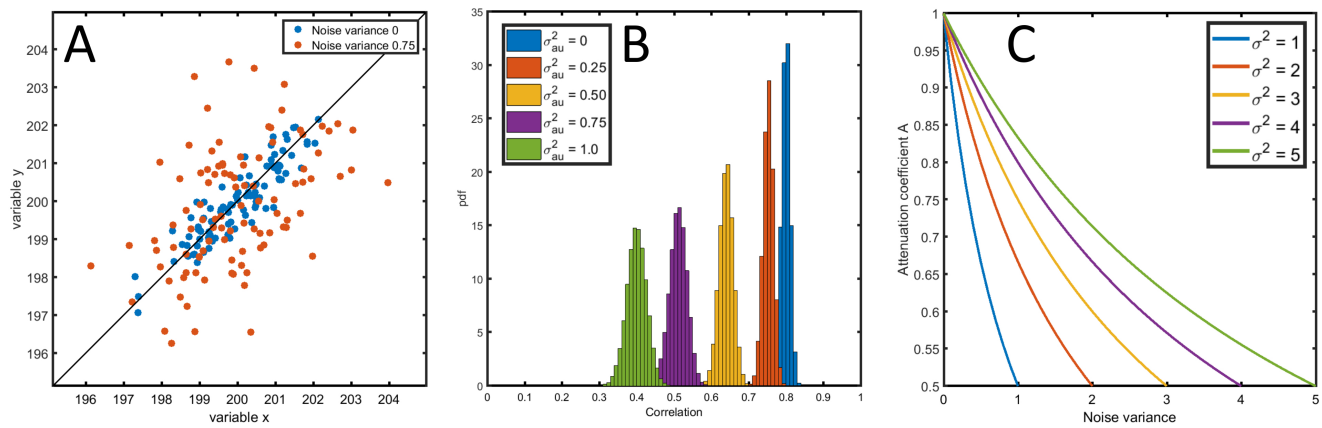 A
Noise variance 0
Noise variance 0.75
204
203
202
201
200
199
198
197
196
variable y
196 197 198 199 200 201 202 203 204
variable x
B
σ²au = 0
σ²au = 0.25
σ²au = 0.50
σ²au = 0.75
σ²au = 1.0
35
30
25
20
15
10
5
0
pdf
0 0.1 0.2 0.3 0.4 0.5 0.6 0.7 0.8 0.9 1
Correlation
C
σ² = 1
σ² = 2
σ² = 3
σ² = 4
σ² = 5
1
0.95
0.9
0.85
0.8
0.75
0.7
0.65
0.6
0.55
0.5
Attenuation coefficient A
0 1 2 3 4 5
Noise variance